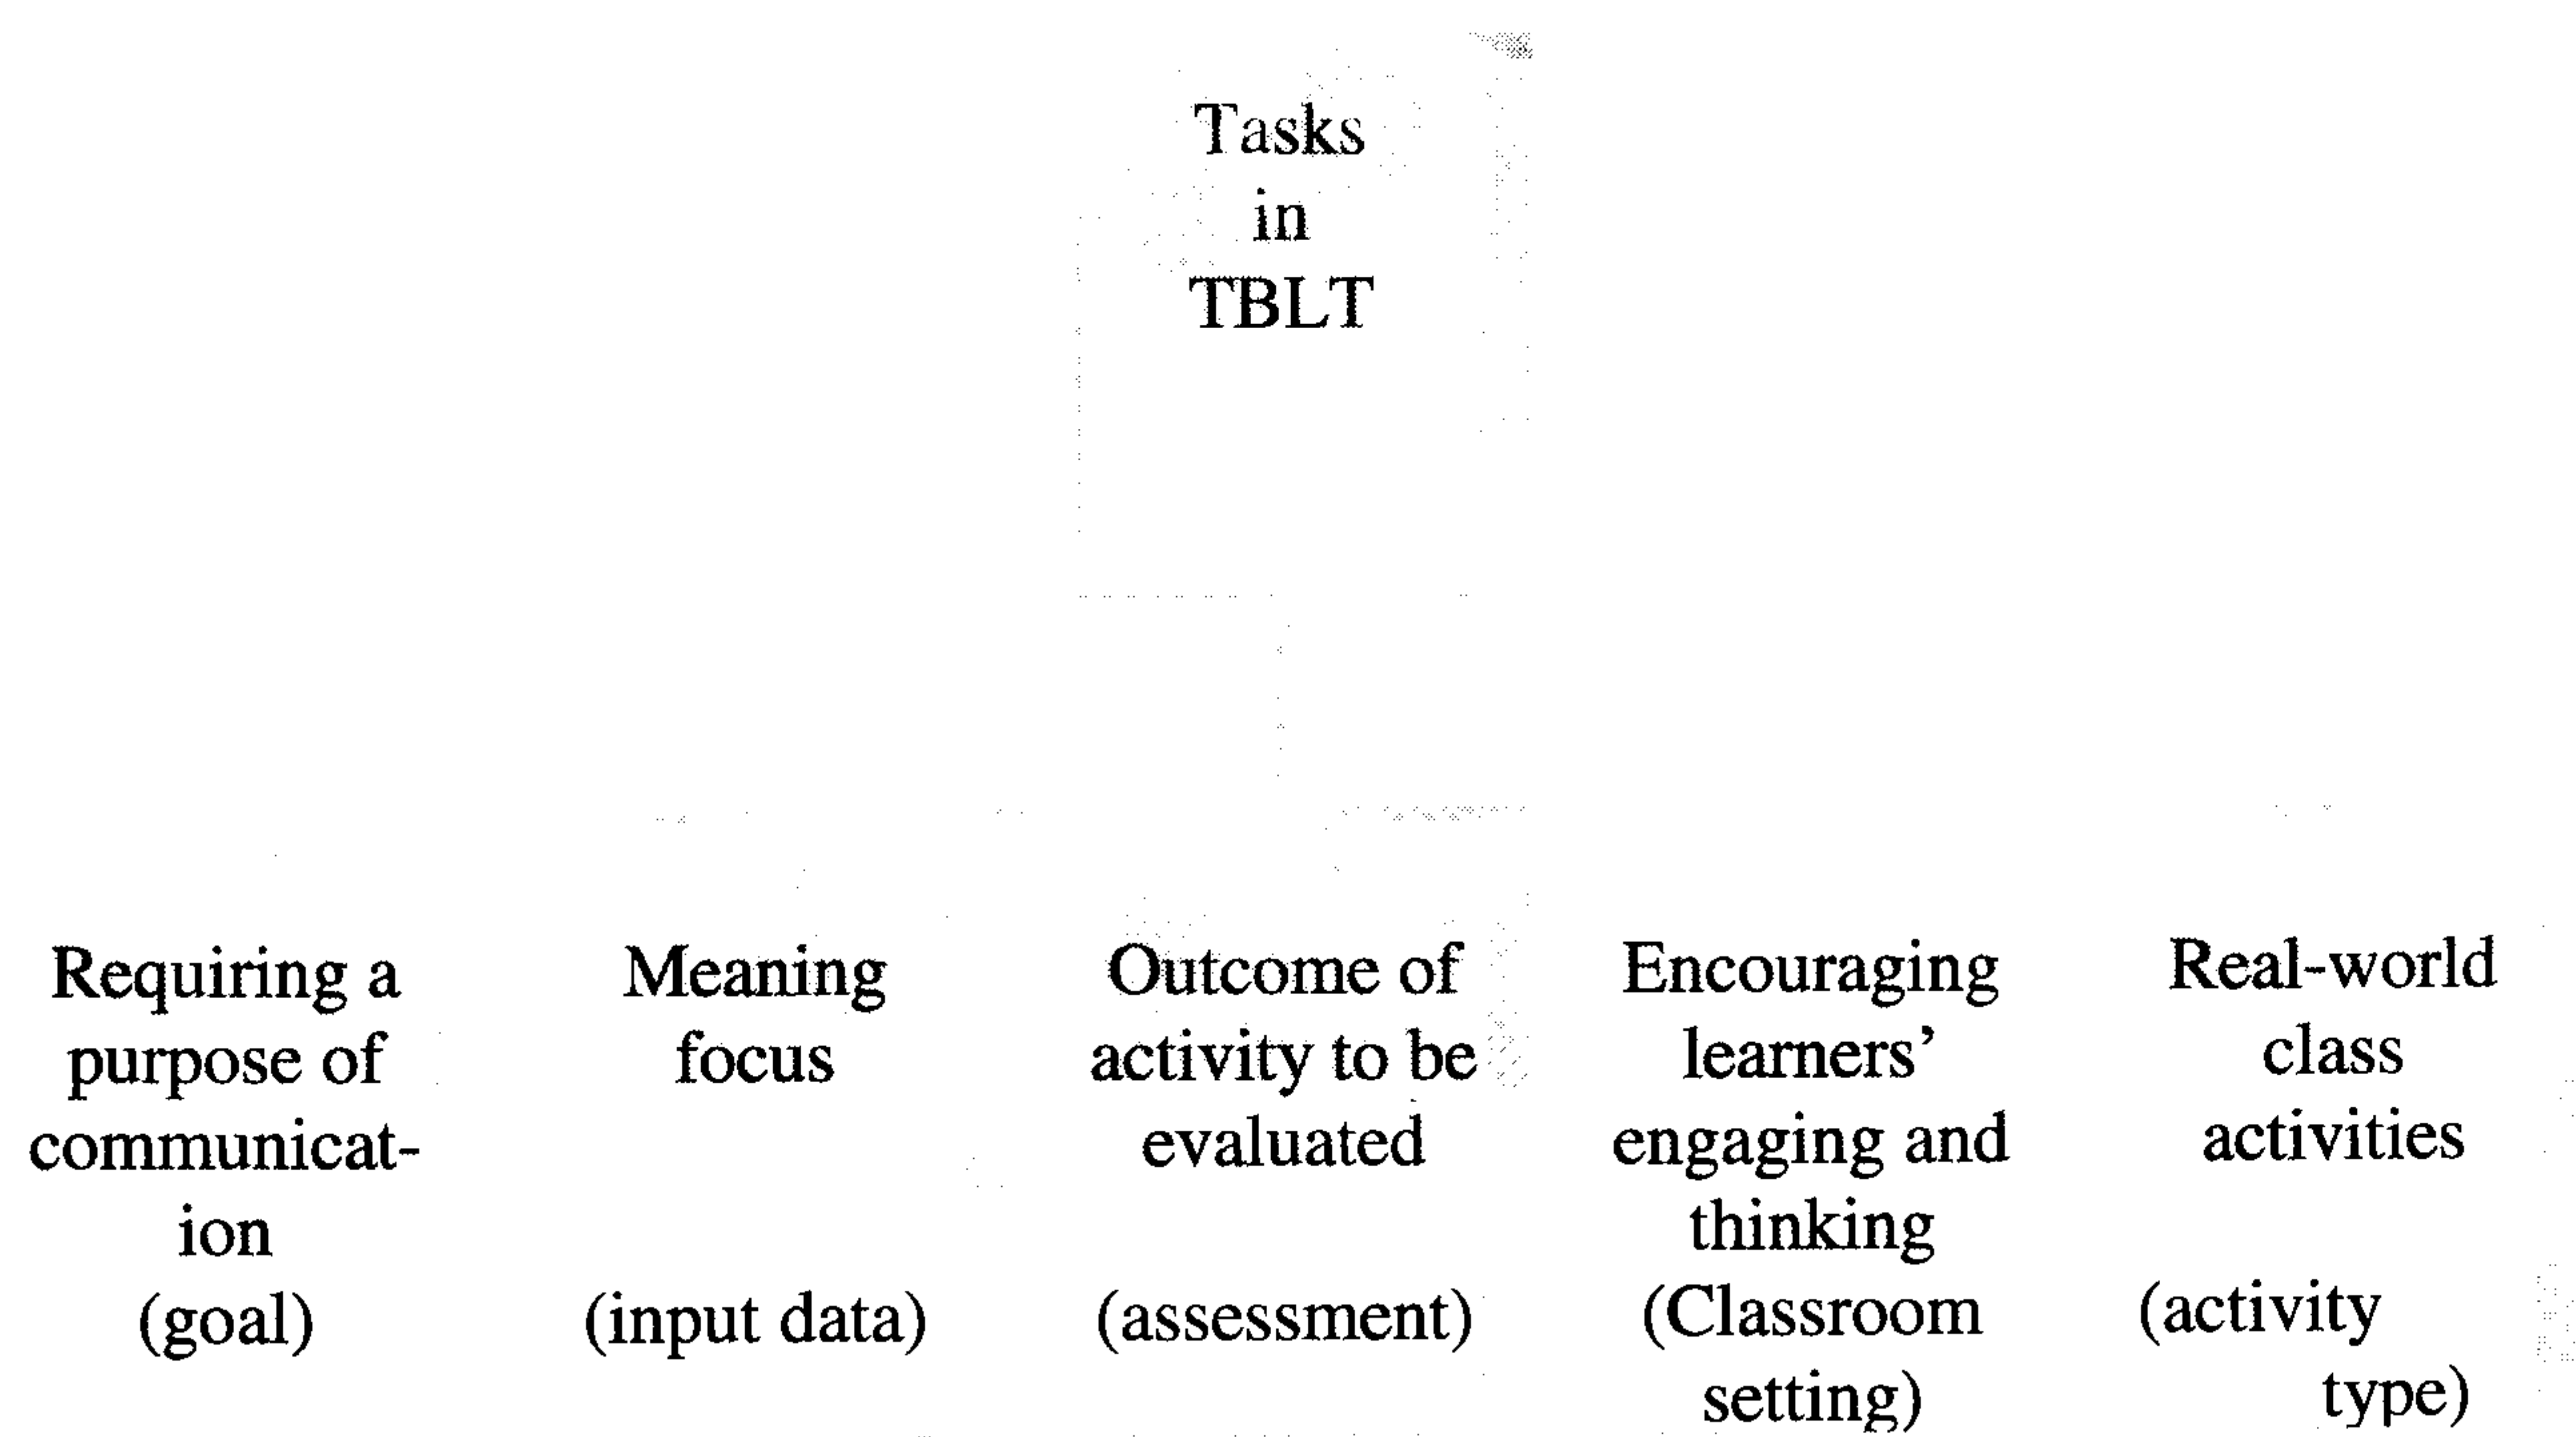 Tasks
in
TBLT
Requiring a
purpose of
communicat-
ion
(goal)
Meaning
focus
(input data)
Outcome of
activity to be
evaluated
(assessment)
Encouraging
learners’
engaging and
thinking
(Classroom
setting)
Real-world
class
activities
(activity
type)